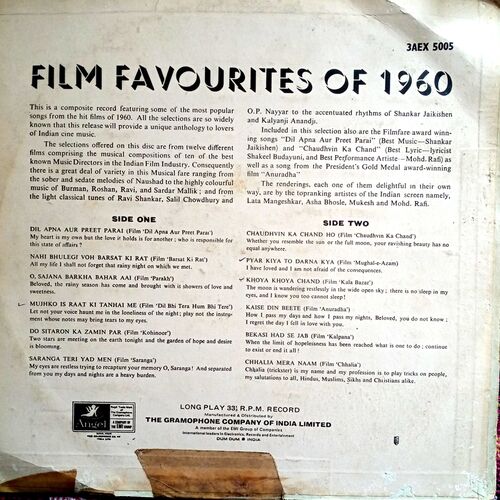 3AEX 5005
FILM FAVOURITES OF 1960
This is a composite record featuring some of the most popular
songs from the hit films of 1960. All the selections are so widely
known that this release will provide a unique anthology to lovers
of Indian cine music.
The selections offered on this disc are from twelve different
films comprising the musical compositions of ten of the best
known Music Directors in the Indian Film Industry. Consequently
there is a great deal of variety in this Musical fare ranging from
the sober and sedate melodies of Naushad to the highly colourful
music of Burman, Roshan, Ravi, and Sardar Mallik; and from
the light classical tunes of Ravi Shankar, Salil Chowdhury and
O.P. Nayyar to the accentuated rhythms of Shankar Jaikishen
and Kalyanji Anandji.
Included in this selection also are the Filmfare award winn-
ing songs "Dil Apna Aur Preet Parai" (Best Music—Shankar
Jaikishen) and "Chaudhvin Ka Chand" (Best Lyric—lyricist
Shakeel Budayuni, and Best Performance Artiste—Mohd. Rafi) as
well as a song from the President's Gold Medal award-winning
film "Anuradha"
The renderings, each one of them delightful in their own
way, are by the topranking artistes of the Indian screen namely,
Lata Mangeshkar, Asha Bhosle, Mukesh and Mohd. Rafi.
SIDE ONE
DIL APNA AUR PREET PARAI (Film 'Dil Apna Aur Preet Parai')
My heart is my own but the love it holds is for another; who is responsible for
this state of affairs?
NAHI BHULEGI VOH BARSAT KI RAT (Film 'Barsat Ki Rat')
All my life I shall not forget that rainy night on which we met.
O, SAJANA BARKHA BAHAR AAI (Film 'Parakh')
Beloved, the rainy season has come and brought with it showers of love and
sweetness.
MUJHKO IS RAAT KI TANHAI ME (Film 'Dil Bhi Tera Hum Bhi Tere')
Let not your voice haunt me in the loneliness of the night; play not the instru-
ment whose notes may bring tears to my eyes.
DO SITARON KA ZAMIN PAR (Film 'Kohinoor')
Two stars are meeting on the earth tonight and the garden of hope and desire
is blooming.
SARANGA TERI YAD MEN (Film 'Saranga')
My eyes are restless trying to recapture your memory O, Saranga! And separated
from you my days and nights are a heavy burden.
SIDE TWO
CHAUDHVIN KA CHAND HO (Film 'Chaudhvin Ka Chand')
Whether you resemble the sun or the full moon, your ravishing beauty has no
equal anywhere.
PYAR KIYO TO DARNA KYA (Film 'Mughal-e-Azam)
I have loved and I am not afraid of the consequences.
KHOYA KHOYA CHAND (Film 'Kala Bazar')
The moon is wandering restlessly in the wide open sky; there is no sleep in my
eyes, and I know you too cannot sleep!
KAISE DIN BEETE (Film 'Anuradha')
How I pass my days and how I pass my nights, Beloved, you do not know;
I regret the day I fell in love with you.
BEKASI HAD SE JAB (Film 'Kalpana')
When the limit of hopelessness has been reached what is one to do; continue
to exist or end it all!
CHHALIA MERA NAAM (Film 'Chhalia')
Chhalia (trickster) is my name and my profession is to play tricks on people,
my salutations to all, Hindus, Muslims, Sikhs and Christians alike.
Angel
LONG PLAY 33⅓ R.P.M. RECORD
Manufactured & Distributed by
THE GRAMOPHONE COMPANY OF INDIA LIMITED
A member of the EMI Group of Companies
International leaders in Electronics, Records and Entertainment
DUM DUM INDIA